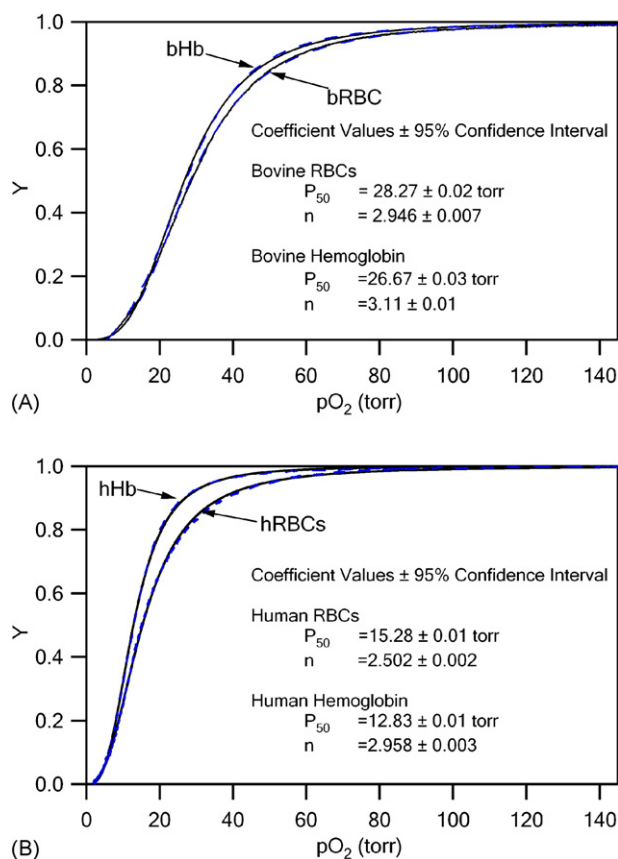 1.0
0.8
0.6
0.4
0.2
0.0
Y
bHb
bRBC
Coefficient Values ± 95% Confidence Interval
Bovine RBCs
P50 = 28.27 ± 0.02 torr
n = 2.946 ± 0.007
Bovine Hemoglobin
P50 =26.67 ± 0.03 torr
n =3.11 ± 0.01
0 20 40 60 80 100 120 140
(A) pO2 (torr)
1.0
0.8
0.6
0.4
0.2
0.0
Y
hHb
hRBCs
Coefficient Values ± 95% Confidence Interval
Human RBCs
P50 =15.28 ± 0.01 torr
n =2.502 ± 0.002
Human Hemoglobin
P50 =12.83 ± 0.01 torr
n =2.958 ± 0.003
0 20 40 60 80 100 120 140
(B) pO2 (torr)